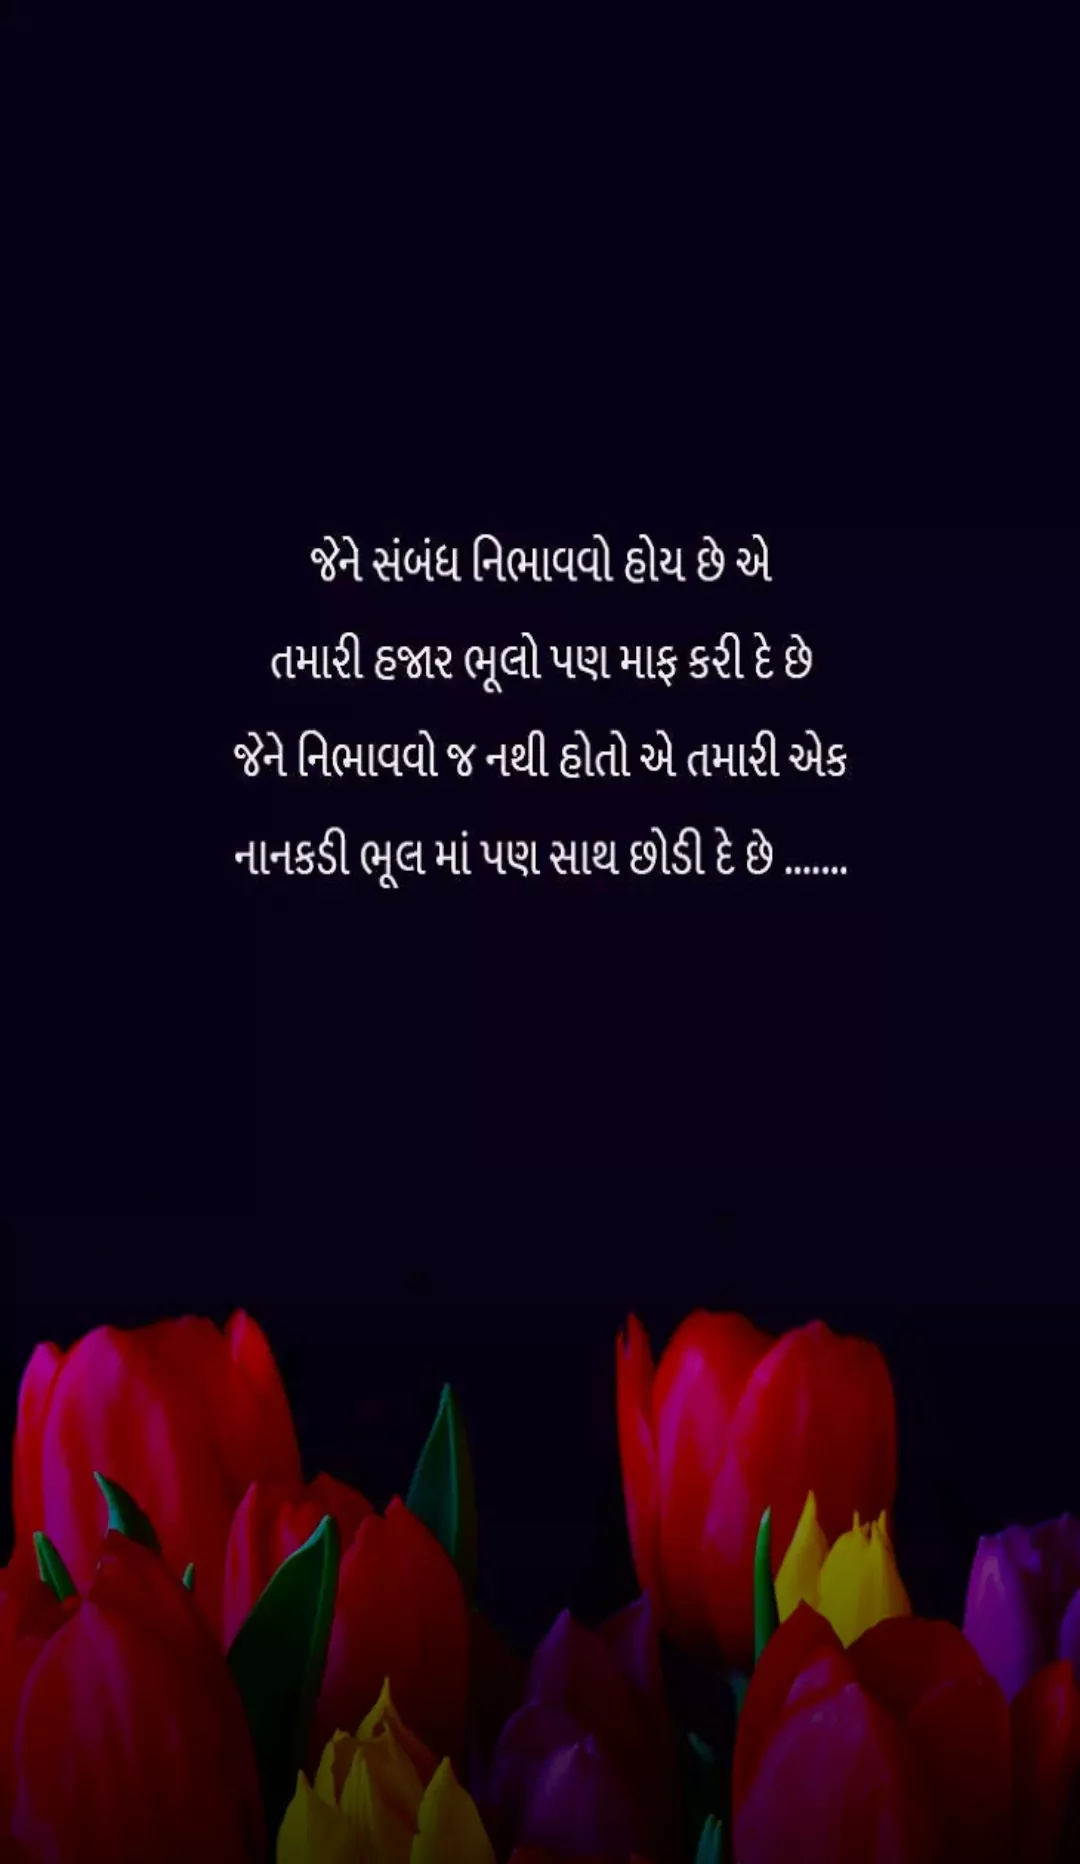 જેને સંબંધ નિભાવવો હોય છે એ
તમારી હજાર ભૂલો પણ માફ કરી દે છે
જેને નિભાવવો જ નથી હોતો એ તમારી એક
નાનકડી ભૂલ માં પણ સાથ છોડી દે છે .......